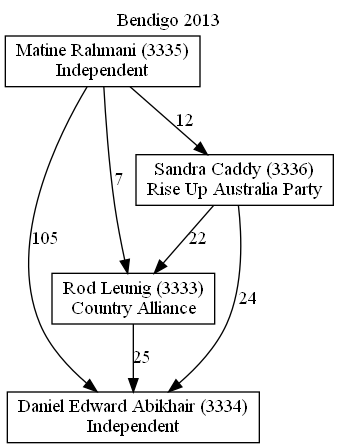 Bendigo 2013
Matine Rahmani (3335)
Independent
12
Sandra Caddy (3336)
Rise Up Australia Party
7
105
22
Rod Leunig (3333)
Country Alliance
24
25
Daniel Edward Abikhair (3334)
Independent